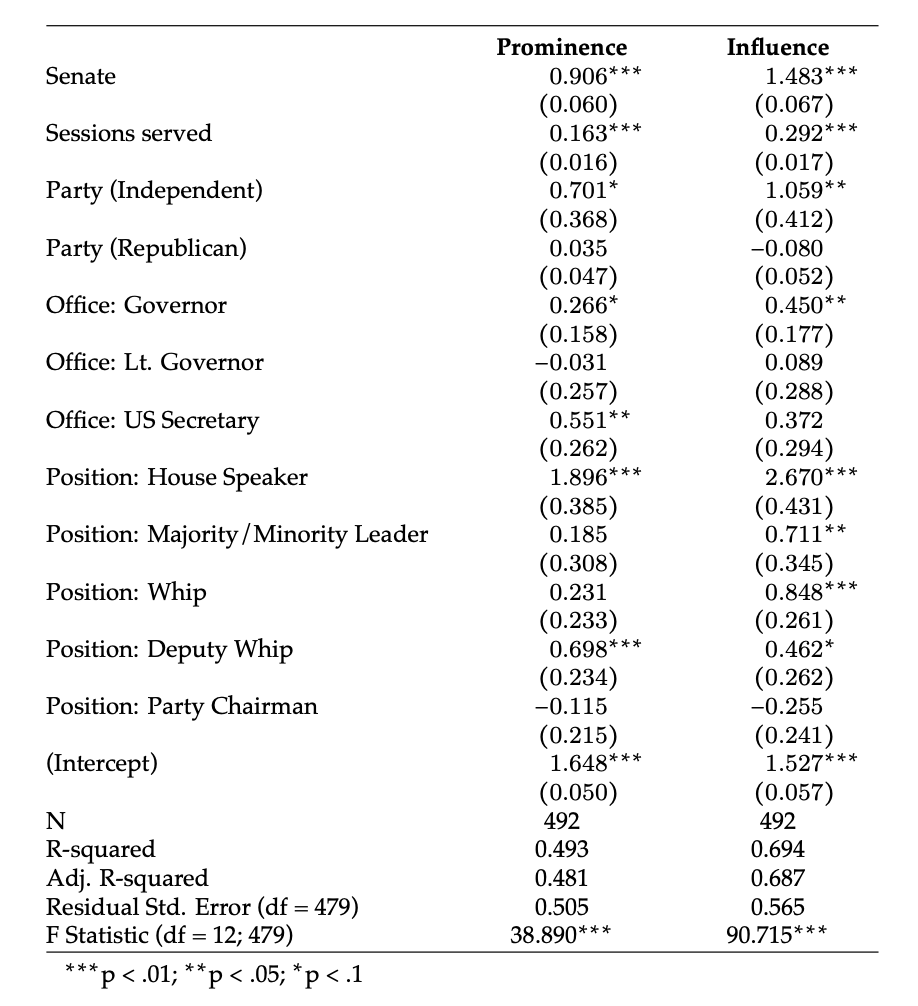 Prominence Influence
Senate 0.906*** 1.483***
(0.060) (0.067)
Sessions served 0.163*** 0.292***
(0.016) (0.017)
Party (Independent) 0.701* 1.059**
(0.368) (0.412)
Party (Republican) 0.035 –0.080
(0.047) (0.052)
Office: Governor 0.266* 0.450**
(0.158) (0.177)
Office: Lt. Governor –0.031 0.089
(0.257) (0.288)
Office: US Secretary 0.551** 0.372
(0.262) (0.294)
Position: House Speaker 1.896*** 2.670***
(0.385) (0.431)
Position: Majority/Minority Leader 0.185 0.711**
(0.308) (0.345)
Position: Whip 0.231 0.848***
(0.233) (0.261)
Position: Deputy Whip 0.698*** 0.462*
(0.234) (0.262)
Position: Party Chairman –0.115 –0.255
(0.215) (0.241)
(Intercept) 1.648*** 1.527***
(0.050) (0.057)
N 492 492
R-squared 0.493 0.694
Adj. R-squared 0.481 0.687
Residual Std. Error (df = 479) 0.505 0.565
F Statistic (df = 12; 479) 38.890*** 90.715***
***p < .01; **p < .05; *p < .1